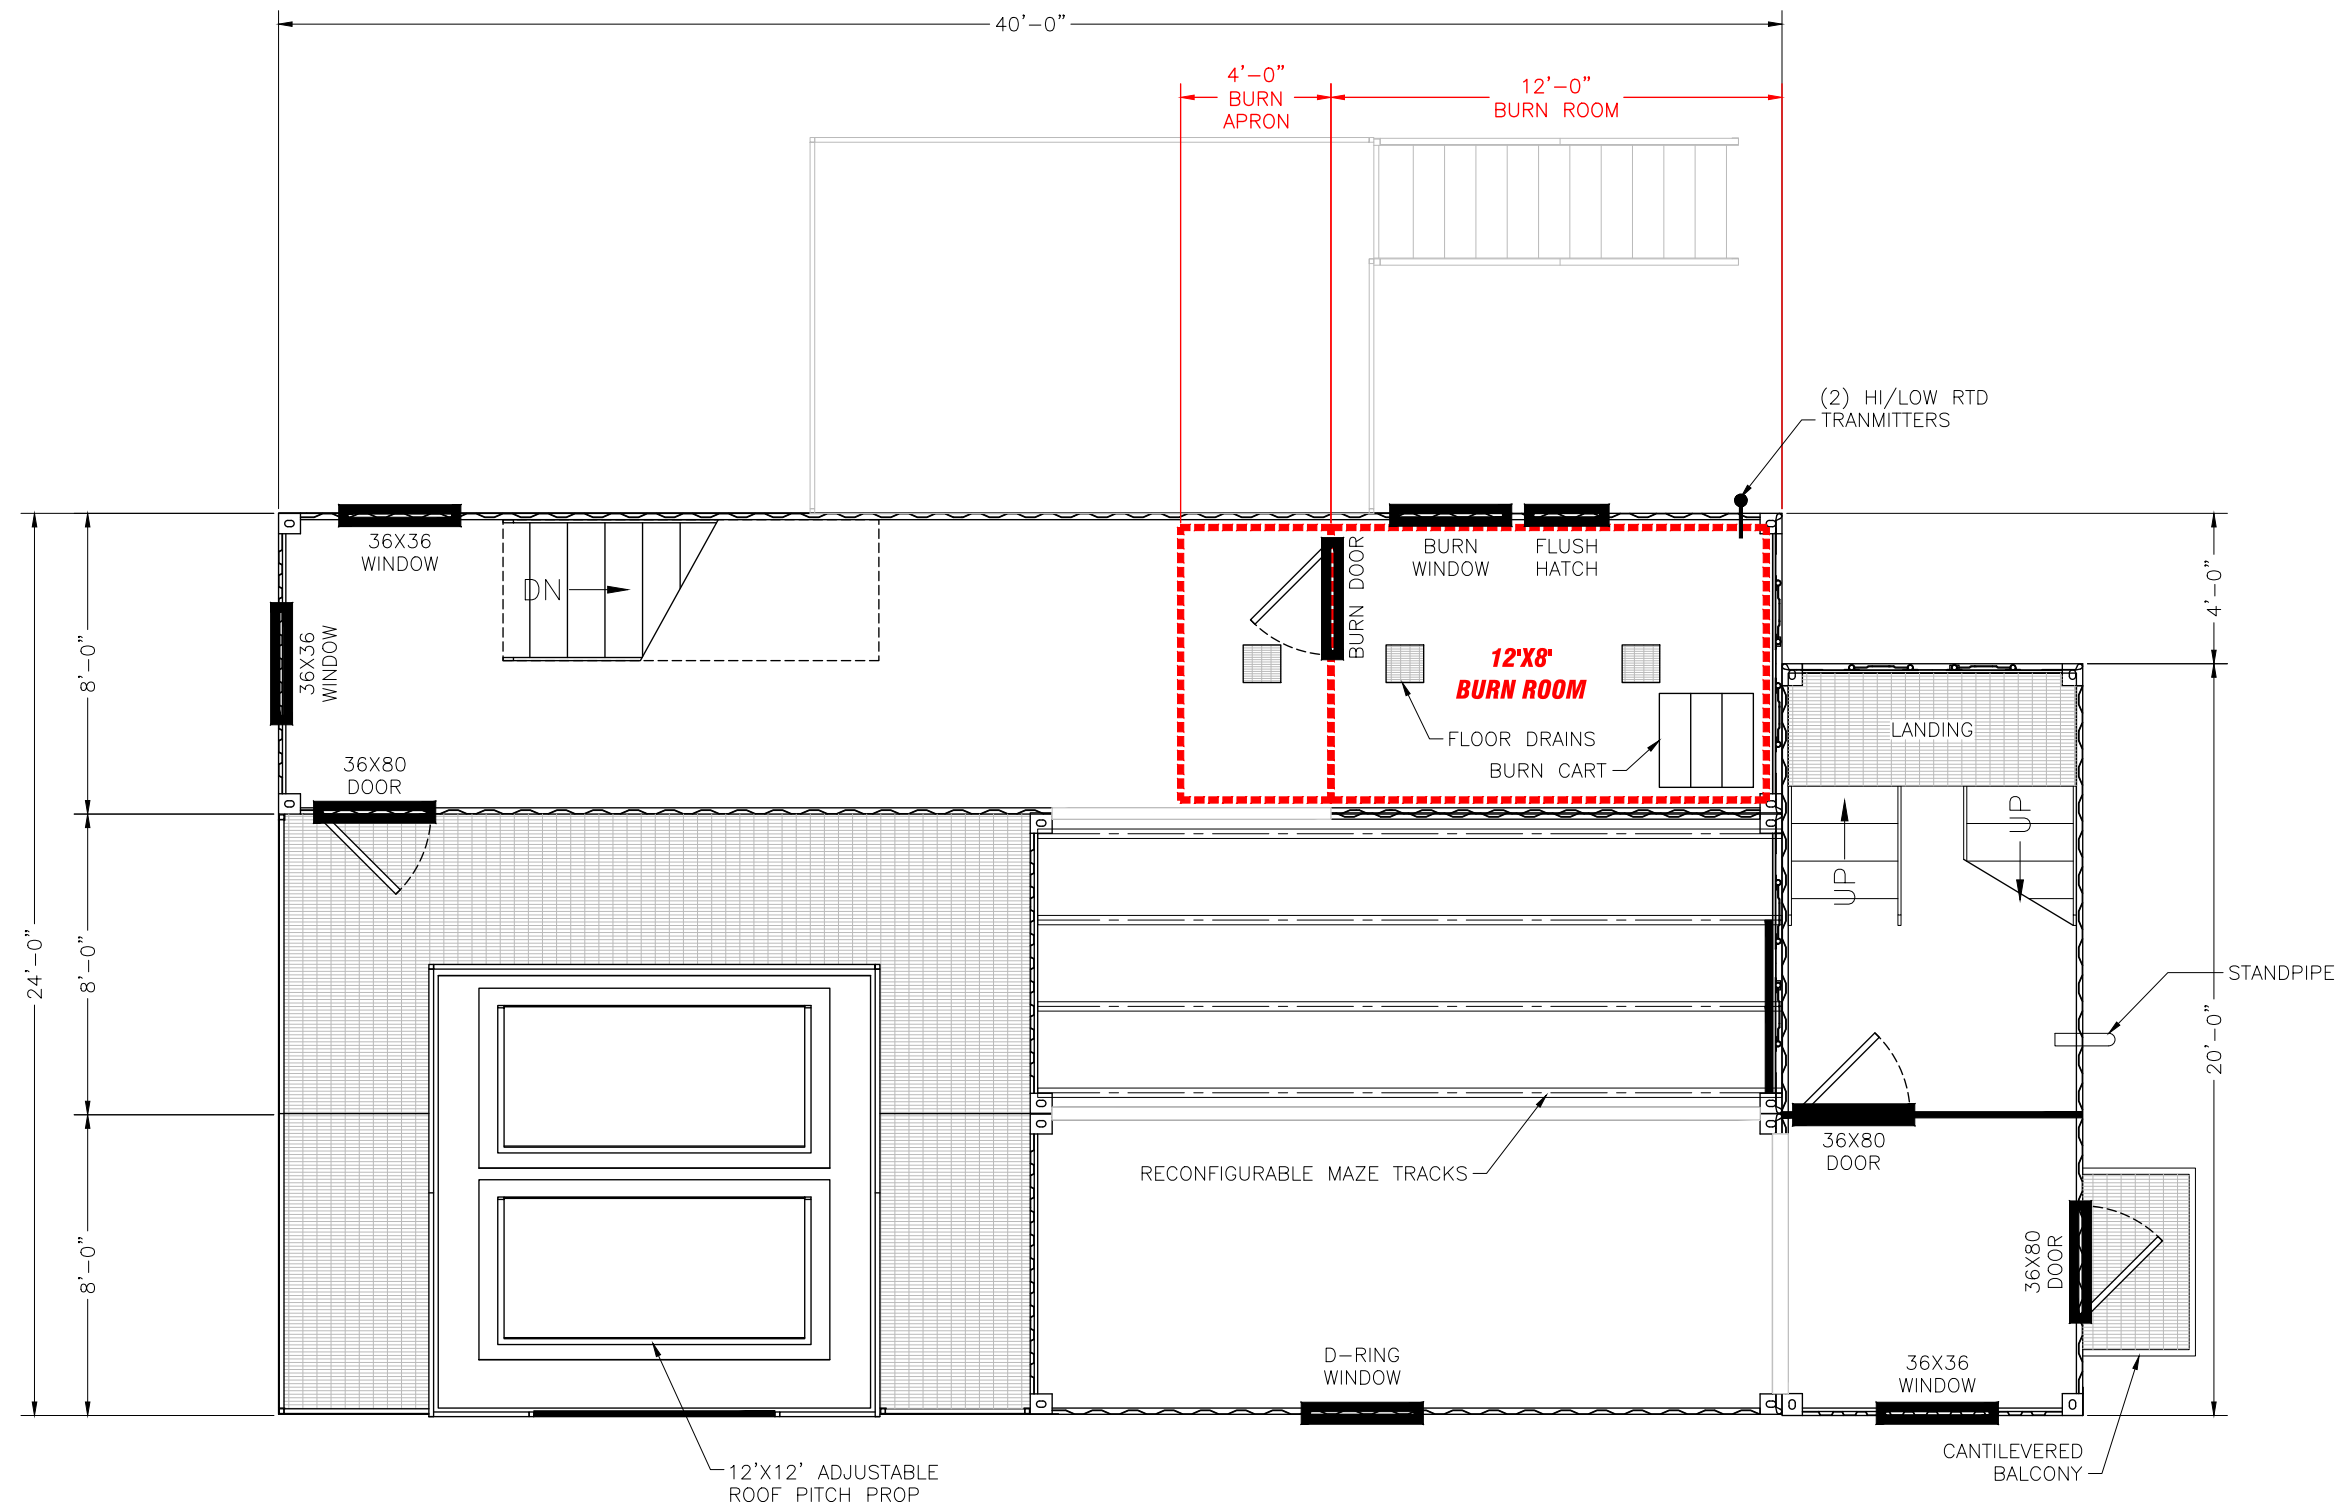 40'-0"
4'-0"
BURN
APRON
12'-0"
BURN ROOM
(2) HI/LOW RTD
TRANMITTERS
36X36
WINDOW
DN
BURN DOOR
BURN
WINDOW
FLUSH
HATCH
4'-0"
8'-0"
36X36
WINDOW
12'X8'
BURN ROOM
FLOOR DRAINS
BURN CART
LANDING
36X80
DOOR
UP
UP
24'-0"
8'-0"
STANDPIPE
20'-0"
36X80
DOOR
RECONFIGURABLE MAZE TRACKS
8'-0"
36X80
DOOR
D-RING
WINDOW
36X36
WINDOW
CANTILEVERED
BALCONY
12'X12' ADJUSTABLE
ROOF PITCH PROP